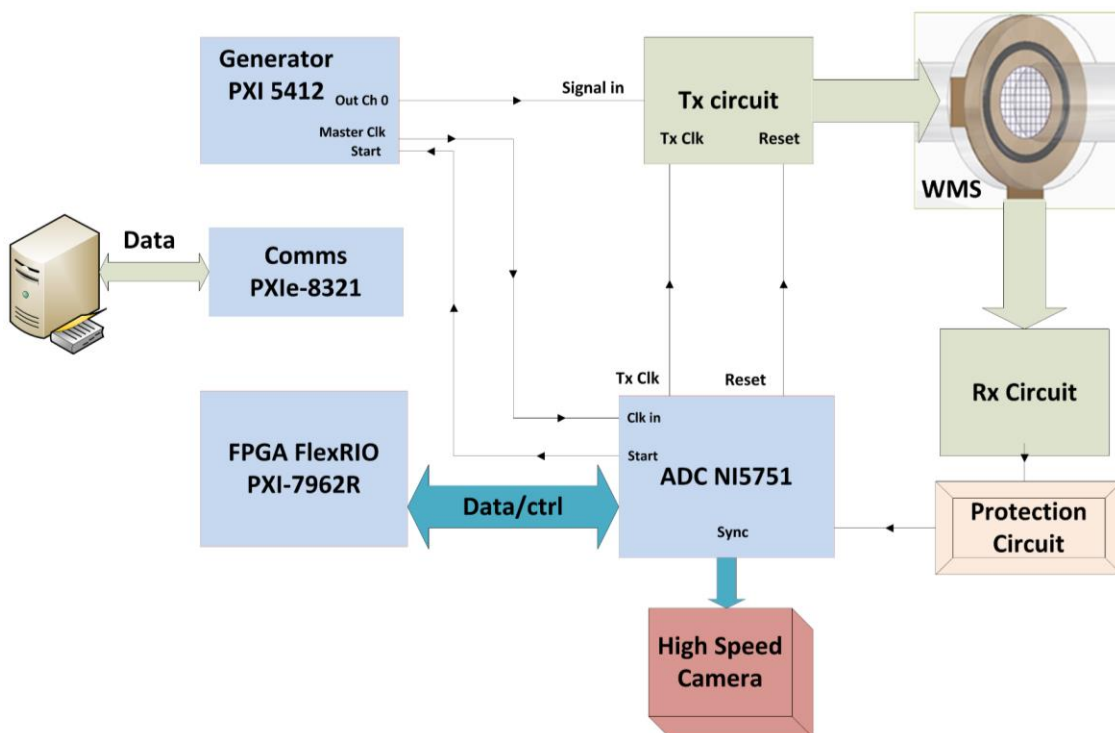 Generator
PXI 5412
Out Ch 0
Master Clk
Start
Signal in
Tx circuit
Tx Clk
Reset
WMS
Data
Comms
PXIe-8321
Tx Clk
Reset
Rx Circuit
FPGA FlexRIO
PXI-7962R
Data/ctrl
Clk in
Start
ADC NI5751
Sync
Protection
Circuit
High Speed
Camera